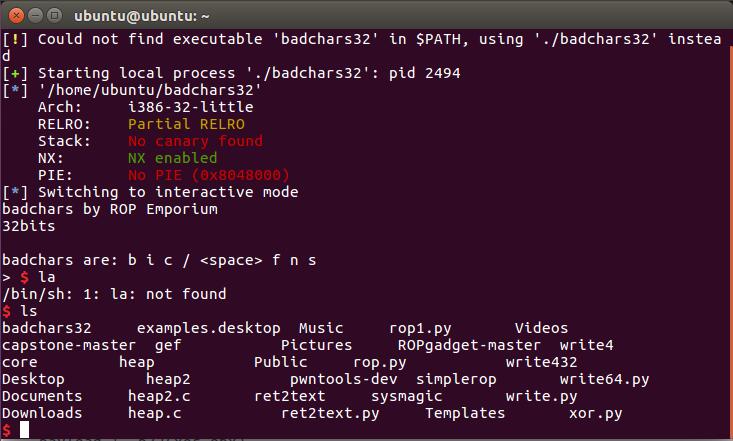 ubuntu@ubuntu: ~
[!] Could not find executable 'badchars32' in $PATH, using './badchars32' instea
d
[+] Starting local process './badchars32': pid 2494
[*] '/home/ubuntu/badchars32'
    Arch:     i386-32-little
    RELRO:    Partial RELRO
    Stack:    No canary found
    NX:       NX enabled
    PIE:      No PIE (0x8048000)
[*] Switching to interactive mode
badchars by ROP Emporium
32bits

badchars are: b i c / <space> f n s
> $ la
/bin/sh: 1: la: not found
$ ls
badchars32     examples.desktop  Music     rop1.py       Videos
capstone-master  gef           Pictures    ROPgadget-master  write4
core         heap           Public     rop.py           write432
Desktop         heap2           pwntools-dev  simplerop       write64.py
Documents     heap2.c       ret2text     sysmagic       write.py
Downloads     heap.c           ret2text.py     Templates       xor.py
$